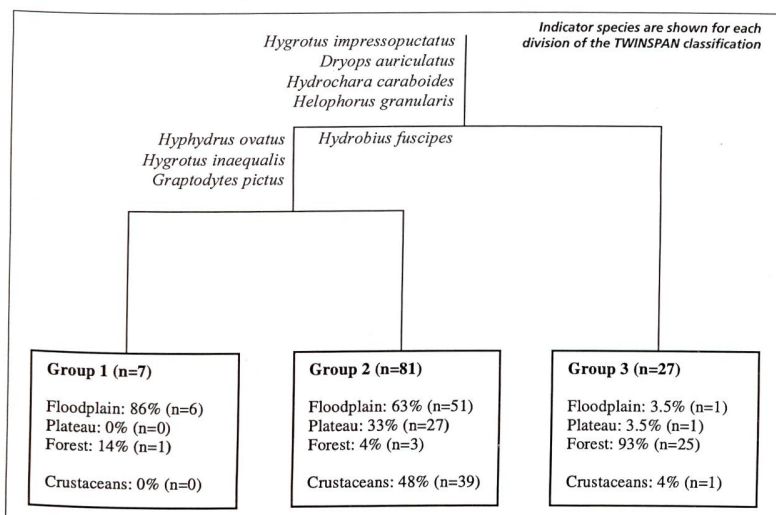 Indicator species are shown for each
division of the TWINSPAN classification
Hygrotus impressopuctatus
Dryops auriculatus
Hydrochara caraboides
Helophorus granularis
Hyphydrus ovatus
Hygrotus inaequalis
Graptodytes pictus
Hydrobius fuscipes
Group 1 (n=7)
Floodplain: 86% (n=6)
Plateau: 0% (n=0)
Forest: 14% (n=1)
Crustaceans: 0% (n=0)
Group 2 (n=81)
Floodplain: 63% (n=51)
Plateau: 33% (n=27)
Forest: 4% (n=3)
Crustaceans: 48% (n=39)
Group 3 (n=27)
Floodplain: 3.5% (n=1)
Plateau: 3.5% (n=1)
Forest: 93% (n=25)
Crustaceans: 4% (n=1)